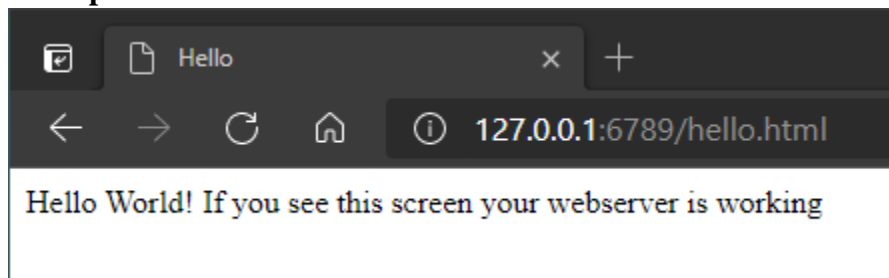 Hello
127.0.0.1:6789/hello.html
Hello World! If you see this screen your webserver is working